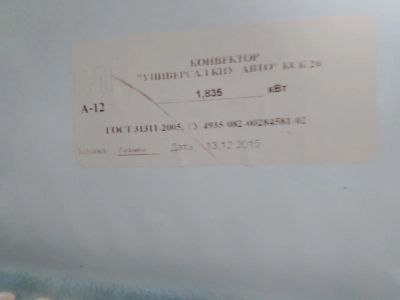 КОНВЕКТОР
"УНИВЕРСАЛ КНУ АВТО" КСК 20
1,835 кВт
А-12
ГОСТ 31311-2005, ТУ 4935-082-00284581-02
Дата 13.12.2015